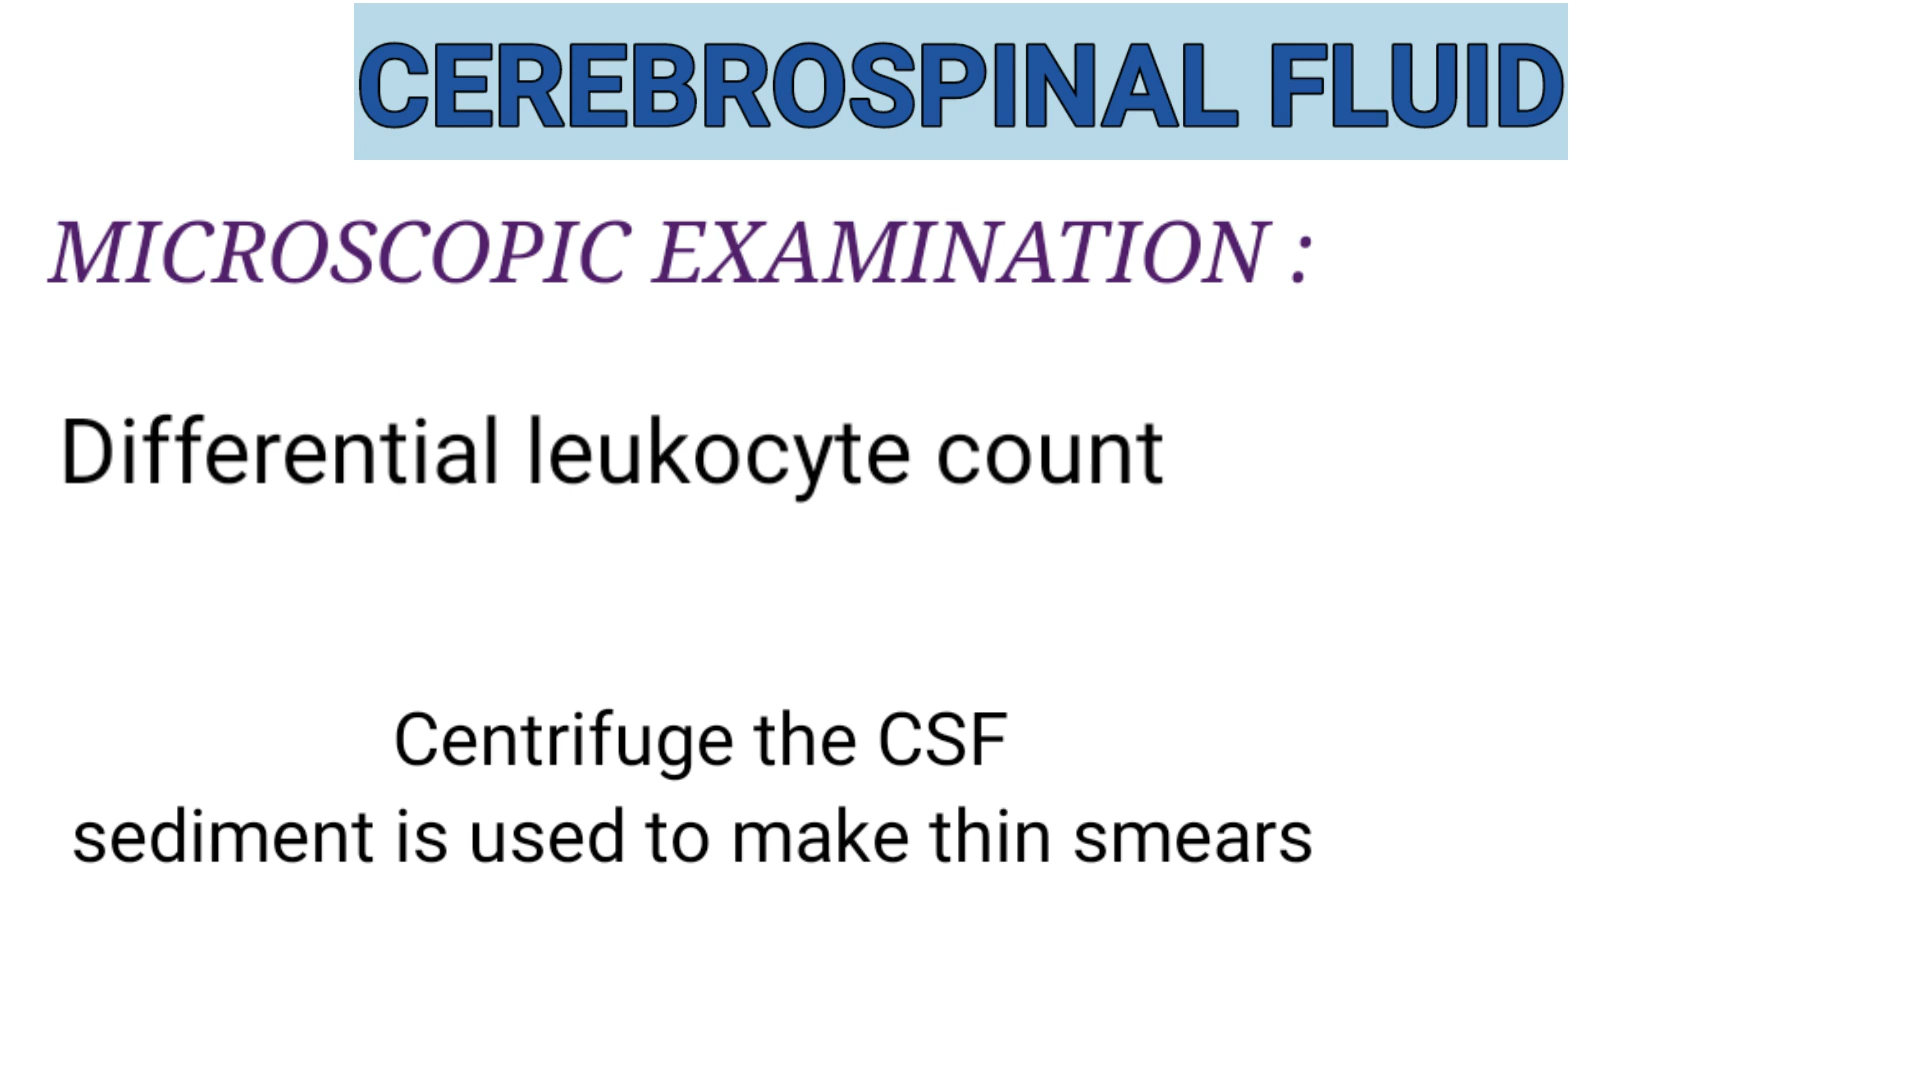 CEREBROSPINAL FLUID
MICROSCOPIC EXAMINATION :
Differential leukocyte count
Centrifuge the CSF
sediment is used to make thin smears